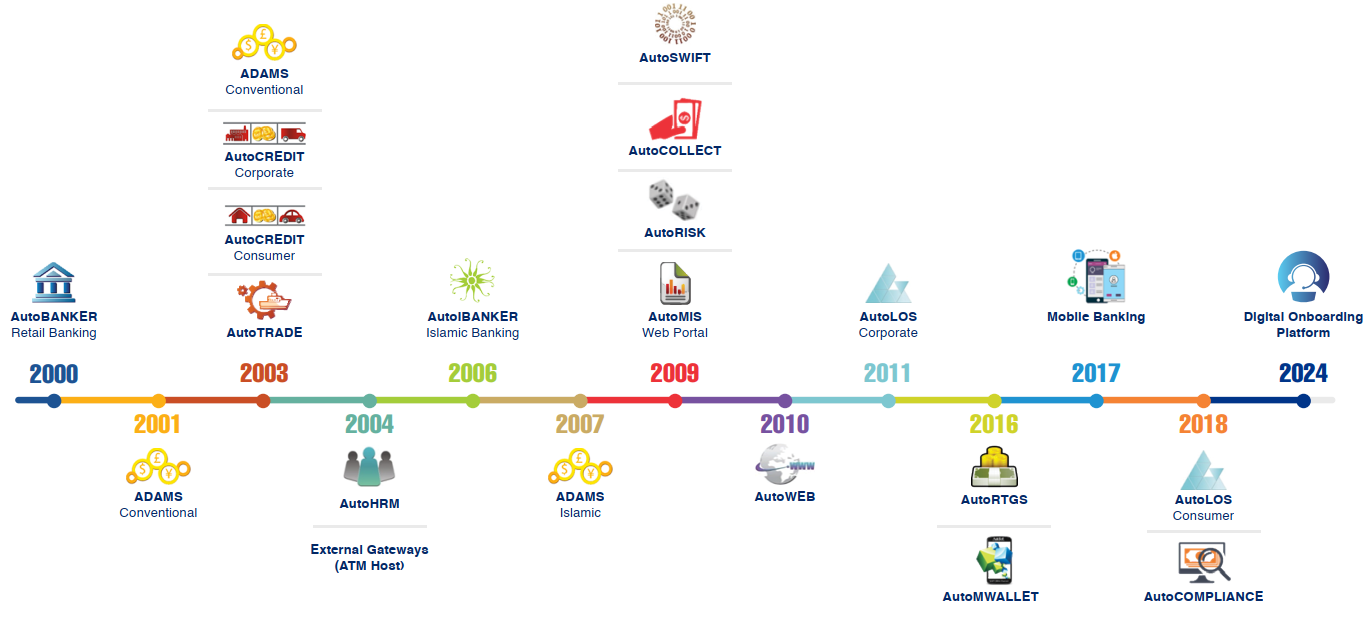 AutoBANKER
Retail Banking
2000
2001
ADAMS
Conventional
ADAMS
Conventional
AutoCREDIT
Corporate
AutoCREDIT
Consumer
AutoTRADE
2003
2004
AutoHRM
External Gateways
(ATM Host)
AutoIBANKER
Islamic Banking
2006
2007
ADAMS
Islamic
AutoSWIFT
AutoCOLLECT
AutoRISK
AutoMIS
Web Portal
2009
2010
www
AutoWEB
AutoLOS
Corporate
2011
2016
AutoRTGS
AutoMWALLET
Mobile Banking
2017
2018
AutoLOS
Consumer
AutoCOMPLIANCE
Digital Onboarding
Platform
2024